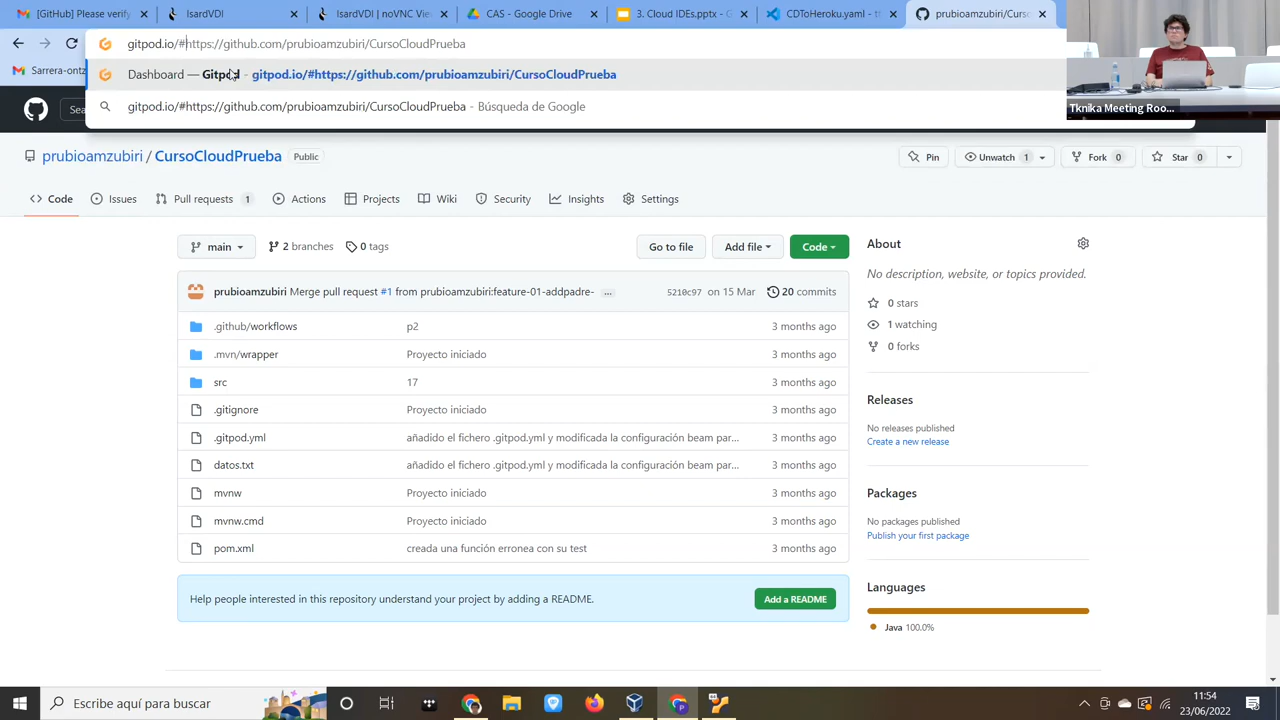 IsardVDI
IsardVDI | noVNC Viewe
Curso - Goog
3. Cloud IDEs.pptx - G
CalculadoraHeroku.yml -
prubioamzubiri/Curso
gitpod.io/#https://github.com/prubioamzubiri/CursoCloudPrueba
Dashboard — Gitpod - gitpod.io/#https://github.com/prubioamzubiri/CursoCloudPrueba
Sarrera-ontz
gitpod.io/#https://github.com/prubioamzubiri/CursoCloudPrueba - Búsqueda de Google
Tknika Meeting Roo...
Sea
prubioamzubiri / CursoCloudPrueba Public
Pin
Unwatch 1
Fork 0
Star 0
Code
Issues
Pull requests 1
Actions
Projects
Wiki
Security
Insights
Settings
main
2 branches
0 tags
Go to file
Add file
Code
About
No description, website, or topics provided.
prubioamzubiri Merge pull request #1 from prubioamzubiri:feature-01-addpadre- ... 5210c97 on 15 Mar 20 commits
.github/workflows p2 3 months ago
.mvn/wrapper Proyecto iniciado 3 months ago
src 17 3 months ago
.gitignore Proyecto iniciado 3 months ago
.gitpod.yml añadido el fichero .gitpod.yml y modificada la configuración beam par... 3 months ago
datos.txt añadido el fichero .gitpod.yml y modificada la configuración beam par... 3 months ago
mvnw Proyecto iniciado 3 months ago
mvnw.cmd Proyecto iniciado 3 months ago
pom.xml creada una función erronea con su test 3 months ago
Help people interested in this repository understand your project by adding a README.
Add a README
0 stars
1 watching
0 forks
Releases
No releases published
Create a new release
Packages
No packages published
Publish your first package
Languages
Java 100.0%
Escribe aquí para buscar
11:54
23/06/2022